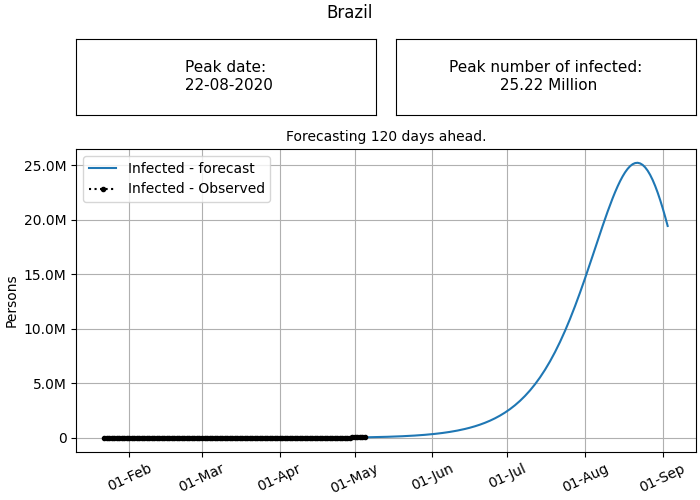 Brazil
Peak date:
22-08-2020
Peak number of infected:
25.22 Million
Forecasting 120 days ahead.
Infected - forecast
Infected - Observed
Persons
25.0M
20.0M
15.0M
10.0M
5.0M
0
01-Feb
01-Mar
01-Apr
01-May
01-Jun
01-Jul
01-Aug
01-Sep